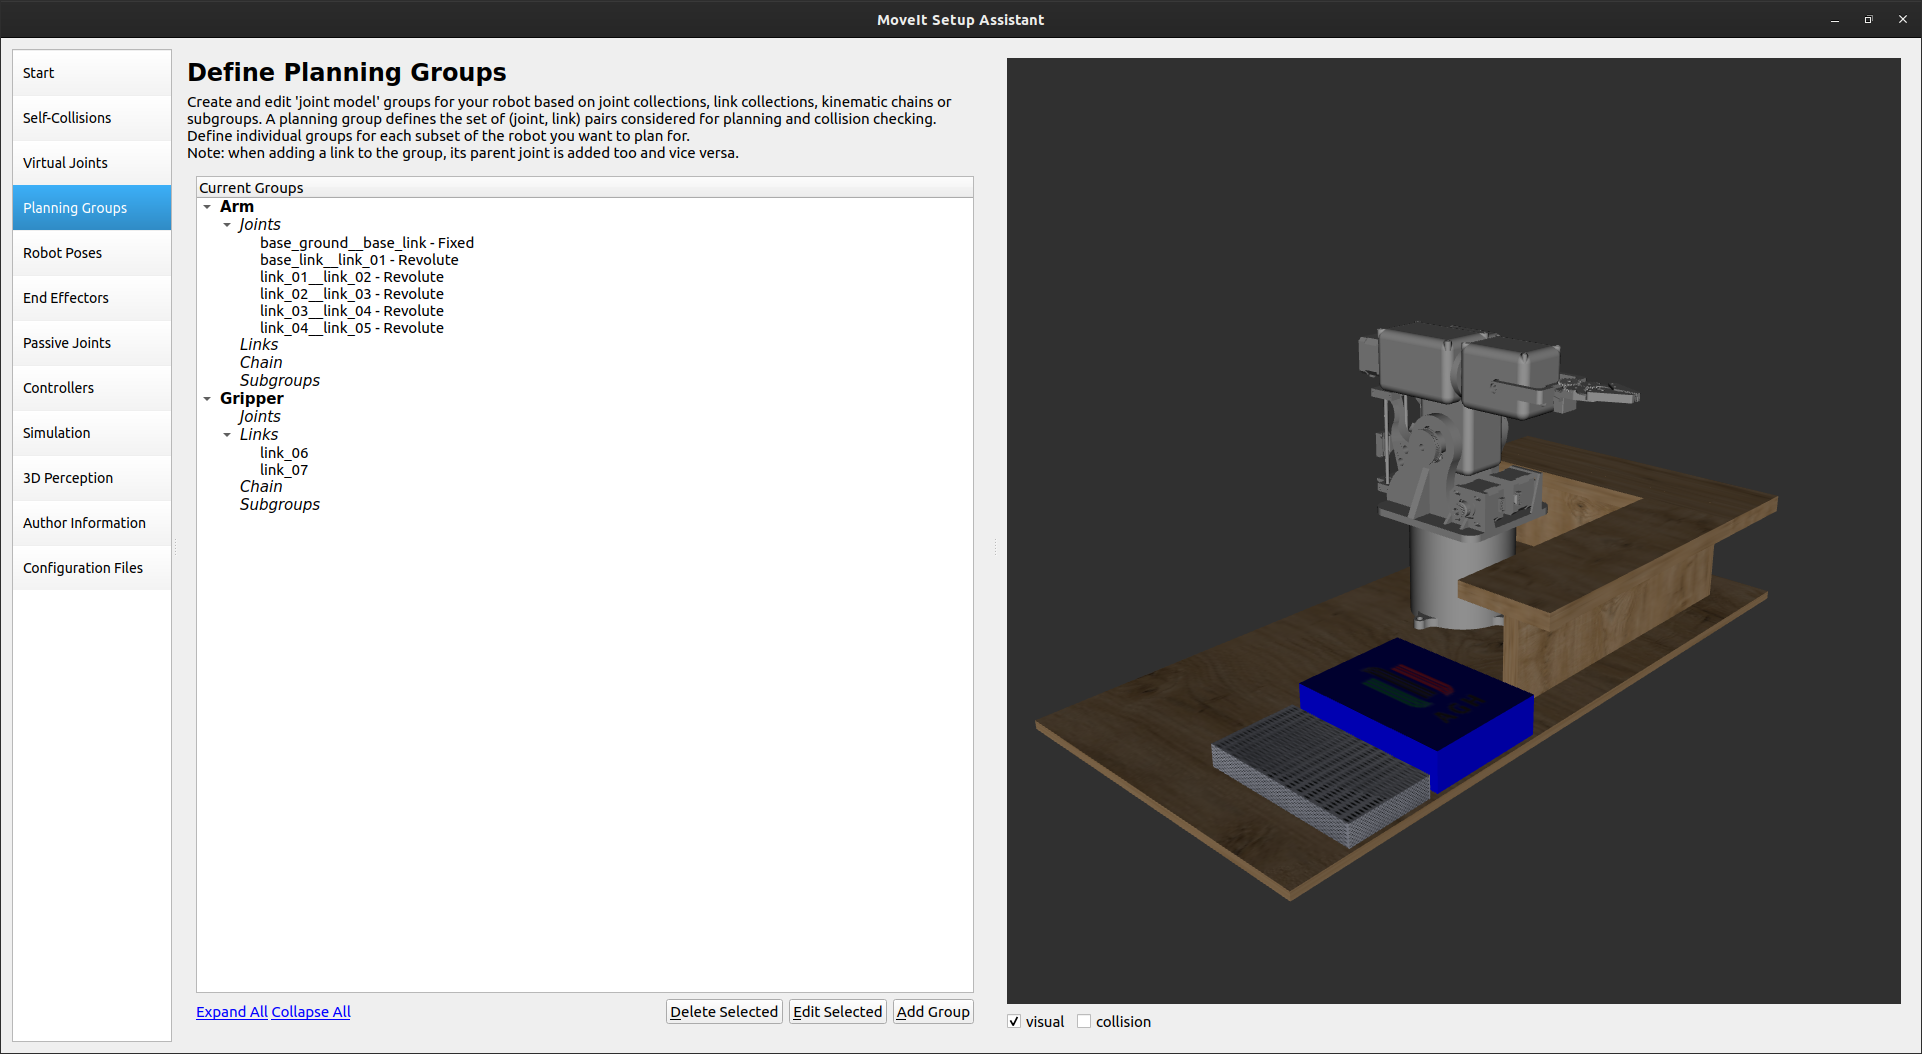 MoveIt Setup Assistant
Start
Self-Collisions
Virtual Joints
Planning Groups
Robot Poses
End Effectors
Passive Joints
Controllers
Simulation
3D Perception
Author Information
Configuration Files
Define Planning Groups
Create and edit 'joint model' groups for your robot based on joint collections, link collections, kinematic chains or
subgroups. A planning group defines the set of (joint, link) pairs considered for planning and collision checking.
Define individual groups for each subset of the robot you want to plan for.
Note: when adding a link to the group, its parent joint is added too and vice versa.
Current Groups
Arm
Joints
base_ground__base_link - Fixed
base_link__link_01 - Revolute
link_01__link_02 - Revolute
link_02__link_03 - Revolute
link_03__link_04 - Revolute
link_04__link_05 - Revolute
Links
Chain
Subgroups
Gripper
Joints
Links
link_06
link_07
Chain
Subgroups
Expand All Collapse All
Delete Selected
Edit Selected
Add Group
visual
collision